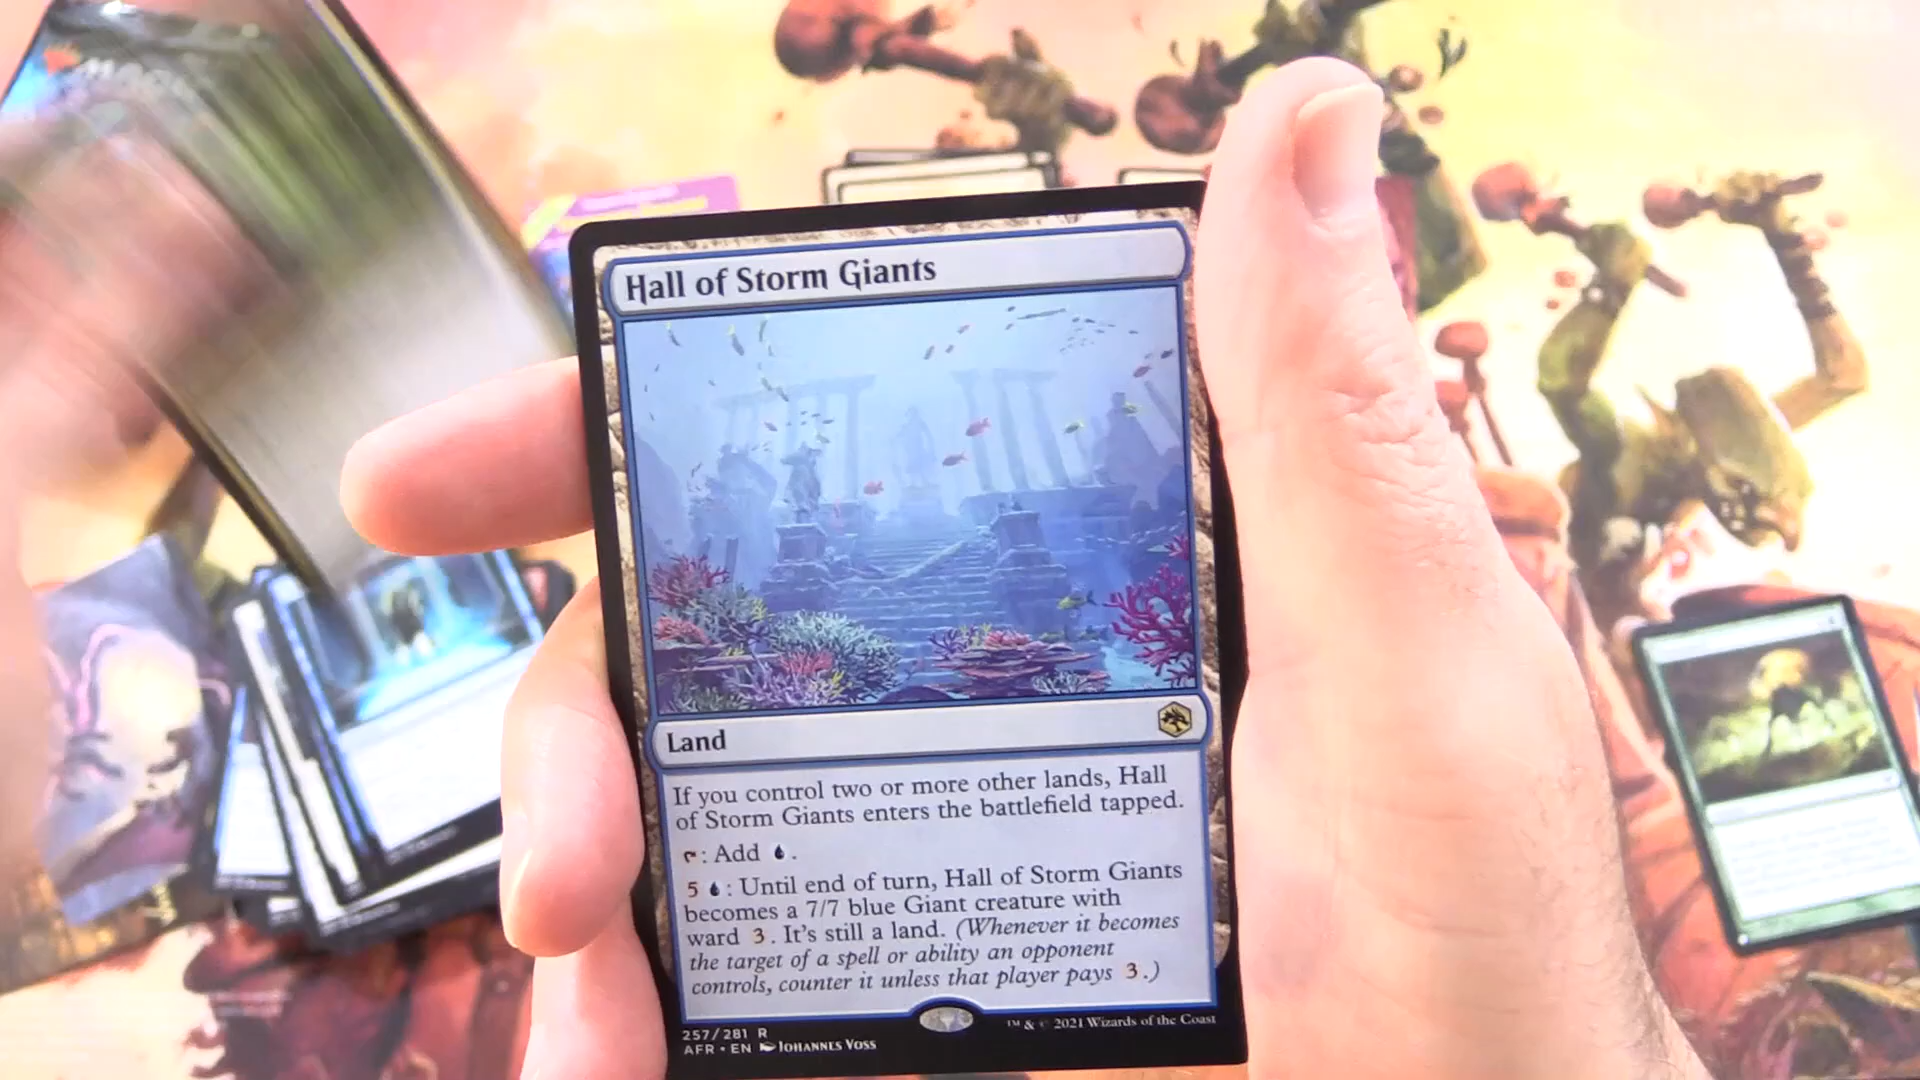 MAGIC
Hall of Storm Giants
Land
If you control two or more other lands, Hall
of Storm Giants enters the battlefield tapped.
: Add .
5 : Until end of turn, Hall of Storm Giants
becomes a 7/7 blue Giant creature with
ward 3. It's still a land. (Whenever it becomes
the target of a spell or ability an opponent
controls, counter it unless that player pays 3.)
257/281 R
AFR • EN Johannes Voss
™ & © 2021 Wizards of the Coast